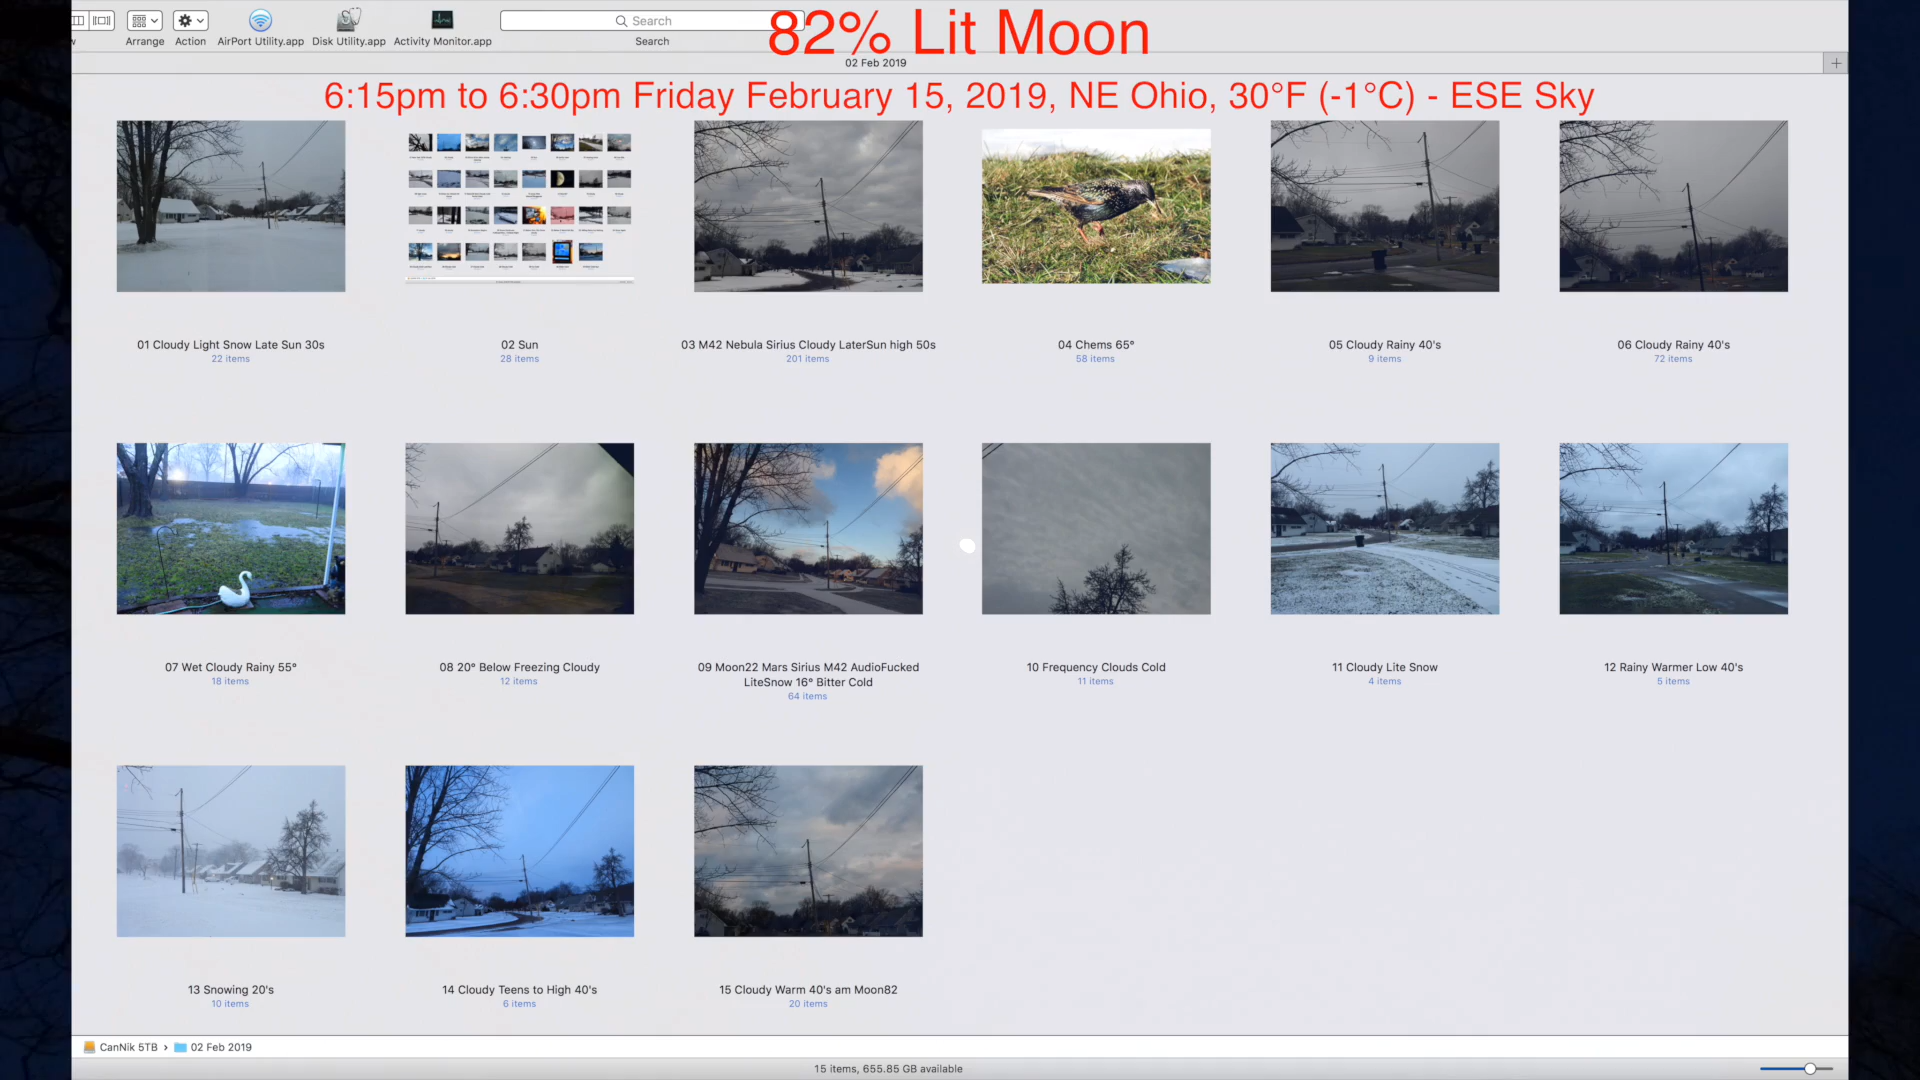 82% Lit Moon
w
Arrange
Action
AirPort Utility.app
Disk Utility.app
Activity Monitor.app
Search
Search
02 Feb 2019
6:15pm to 6:30pm Friday February 15, 2019, NE Ohio, 30°F (-1°C) - ESE Sky
01 Cloudy Light Snow Late Sun 30s
22 items
02 Sun
28 items
03 M42 Nebula Sirius Cloudy LaterSun high 50s
201 items
04 Chems 65°
58 items
05 Cloudy Rainy 40's
9 items
06 Cloudy Rainy 40's
72 items
07 Wet Cloudy Rainy 55°
18 items
08 20° Below Freezing Cloudy
12 items
09 Moon22 Mars Sirius M42 AudioFucked
LiteSnow 16° Bitter Cold
64 items
10 Frequency Clouds Cold
11 items
11 Cloudy Lite Snow
4 items
12 Rainy Warmer Low 40's
5 items
13 Snowing 20's
10 items
14 Cloudy Teens to High 40's
6 items
15 Cloudy Warm 40's am Moon82
20 items
CanNik 5TB › 02 Feb 2019
15 items, 655.85 GB available